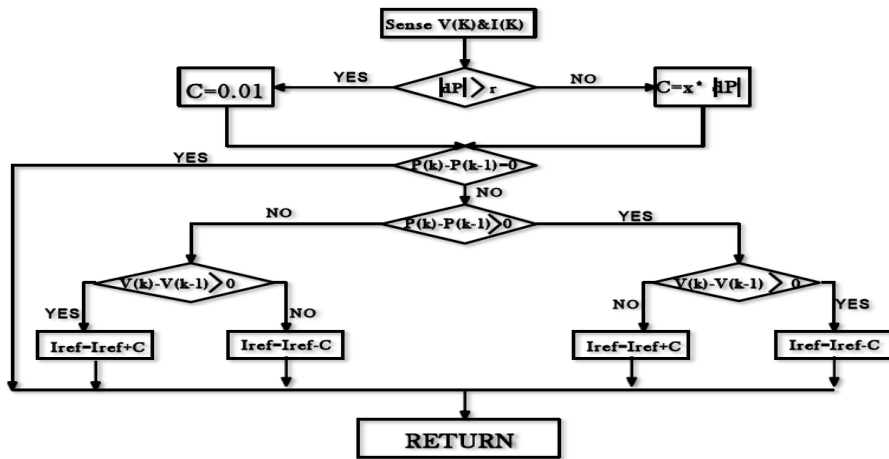 Sense V(K)&I(K)
YES
NO
C=0.01
|dP|>r
C=x* |dP|
YES
P(k)-P(k-1)=0
NO
NO
P(k)-P(k-1)>0
YES
V(k)-V(k-1)>0
V(k)-V(k-1) > 0
YES
NO
NO
YES
Iref=Iref+C
Iref=Iref-C
Iref=Iref+C
Iref=Iref-C
RETURN